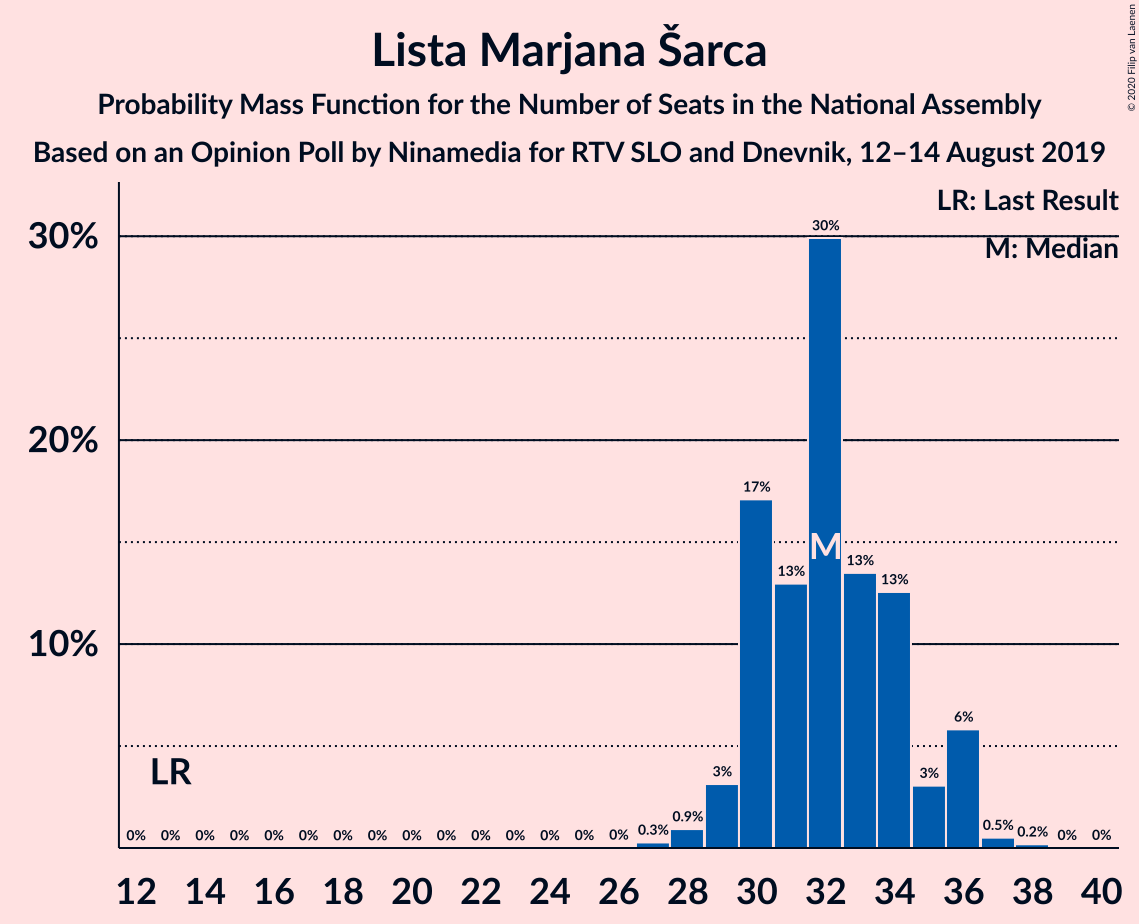 Lista Marjana Šarca
Probability Mass Function for the Number of Seats in the National Assembly
Based on an Opinion Poll by Ninamedia for RTV SLO and Dnevnik, 12–14 August 2019
© 2020 Filip van Laenen
LR: Last Result
M: Median
30%
20%
10%
30%
17%
13%
M
13%
13%
6%
LR
3%
3%
0% 0% 0% 0% 0% 0% 0% 0% 0% 0% 0% 0% 0% 0% 0% 0.3% 0.9% 0.5% 0.2% 0% 0%
12 14 16 18 20 22 24 26 28 30 32 34 36 38 40